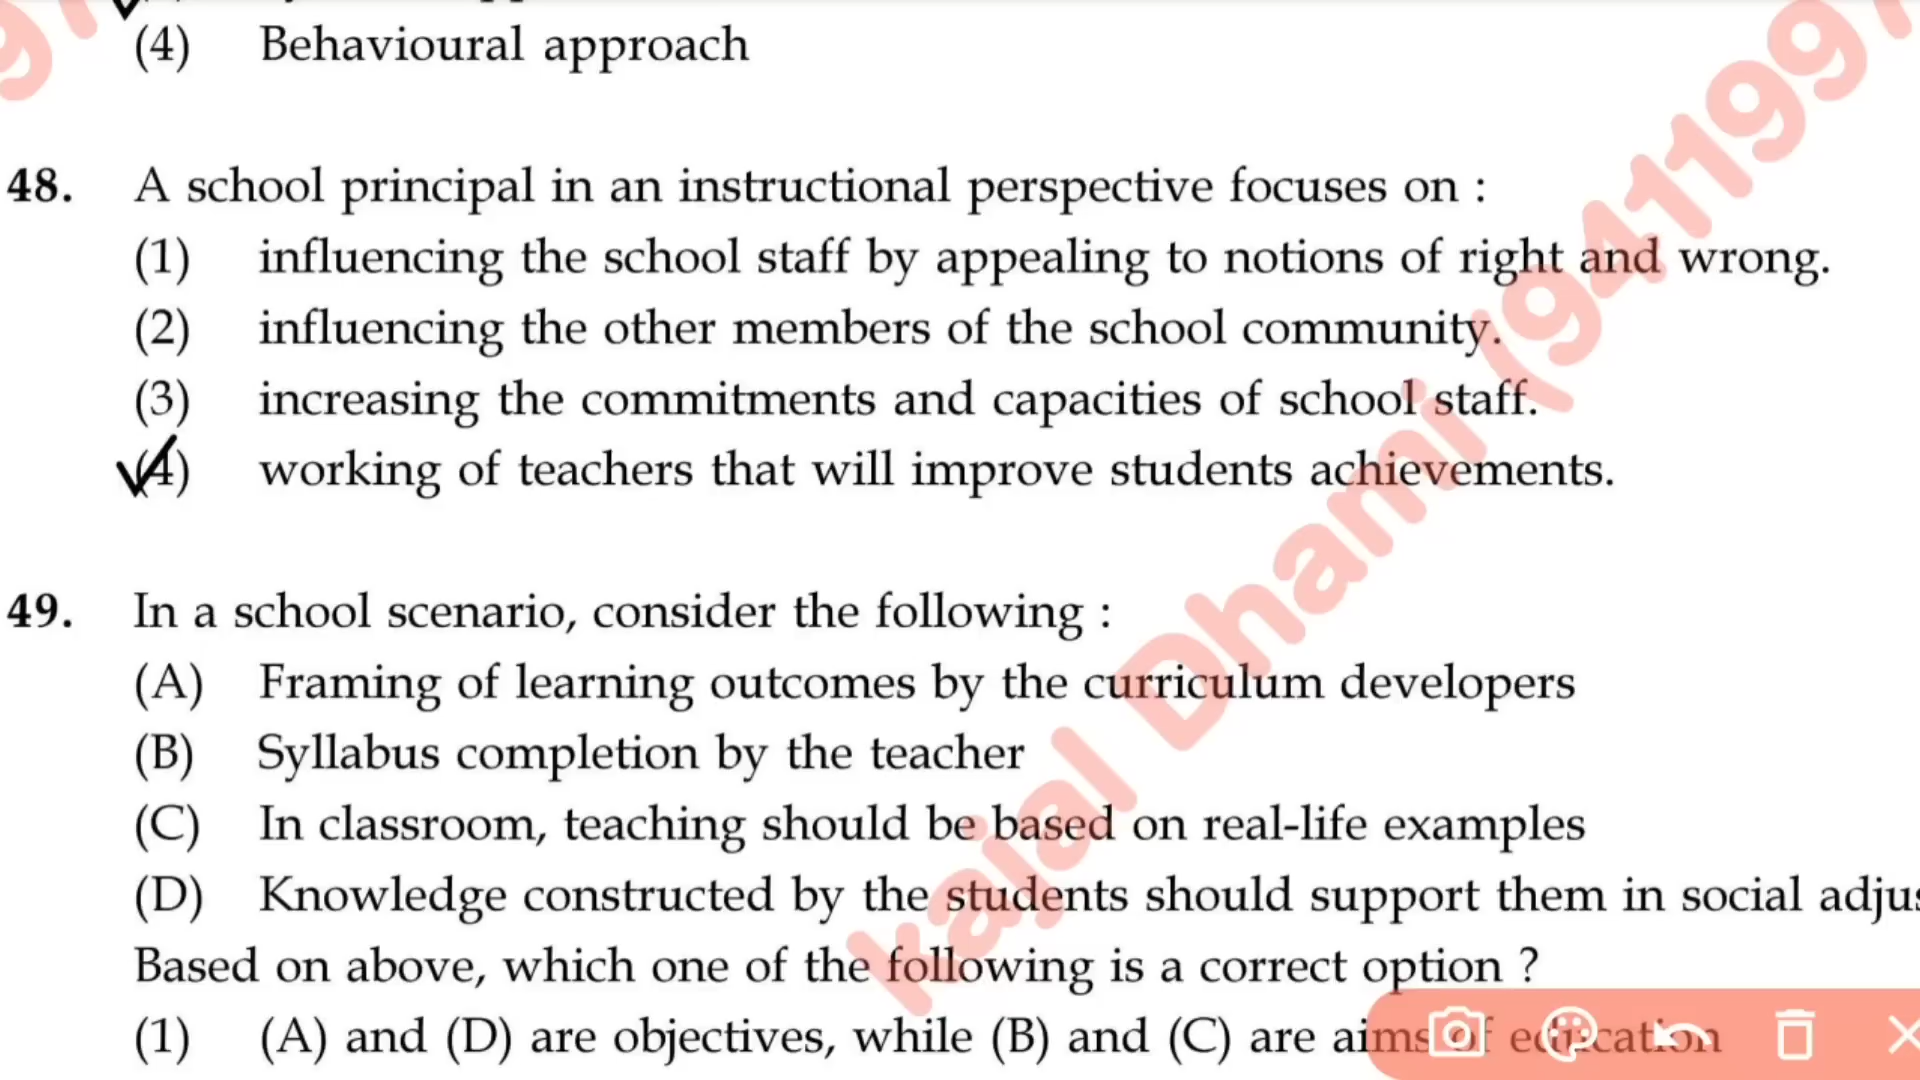 (4) Behavioural approach
48. A school principal in an instructional perspective focuses on :
(1) influencing the school staff by appealing to notions of right and wrong.
(2) influencing the other members of the school community.
(3) increasing the commitments and capacities of school staff.
(4) working of teachers that will improve students achievements.
49. In a school scenario, consider the following :
(A) Framing of learning outcomes by the curriculum developers
(B) Syllabus completion by the teacher
(C) In classroom, teaching should be based on real-life examples
(D) Knowledge constructed by the students should support them in social
Based on above, which one of the following is a correct option ?
(1) (A) and (D) are objectives, while (B) and (C) are aims of education
kajal Dhami (941199